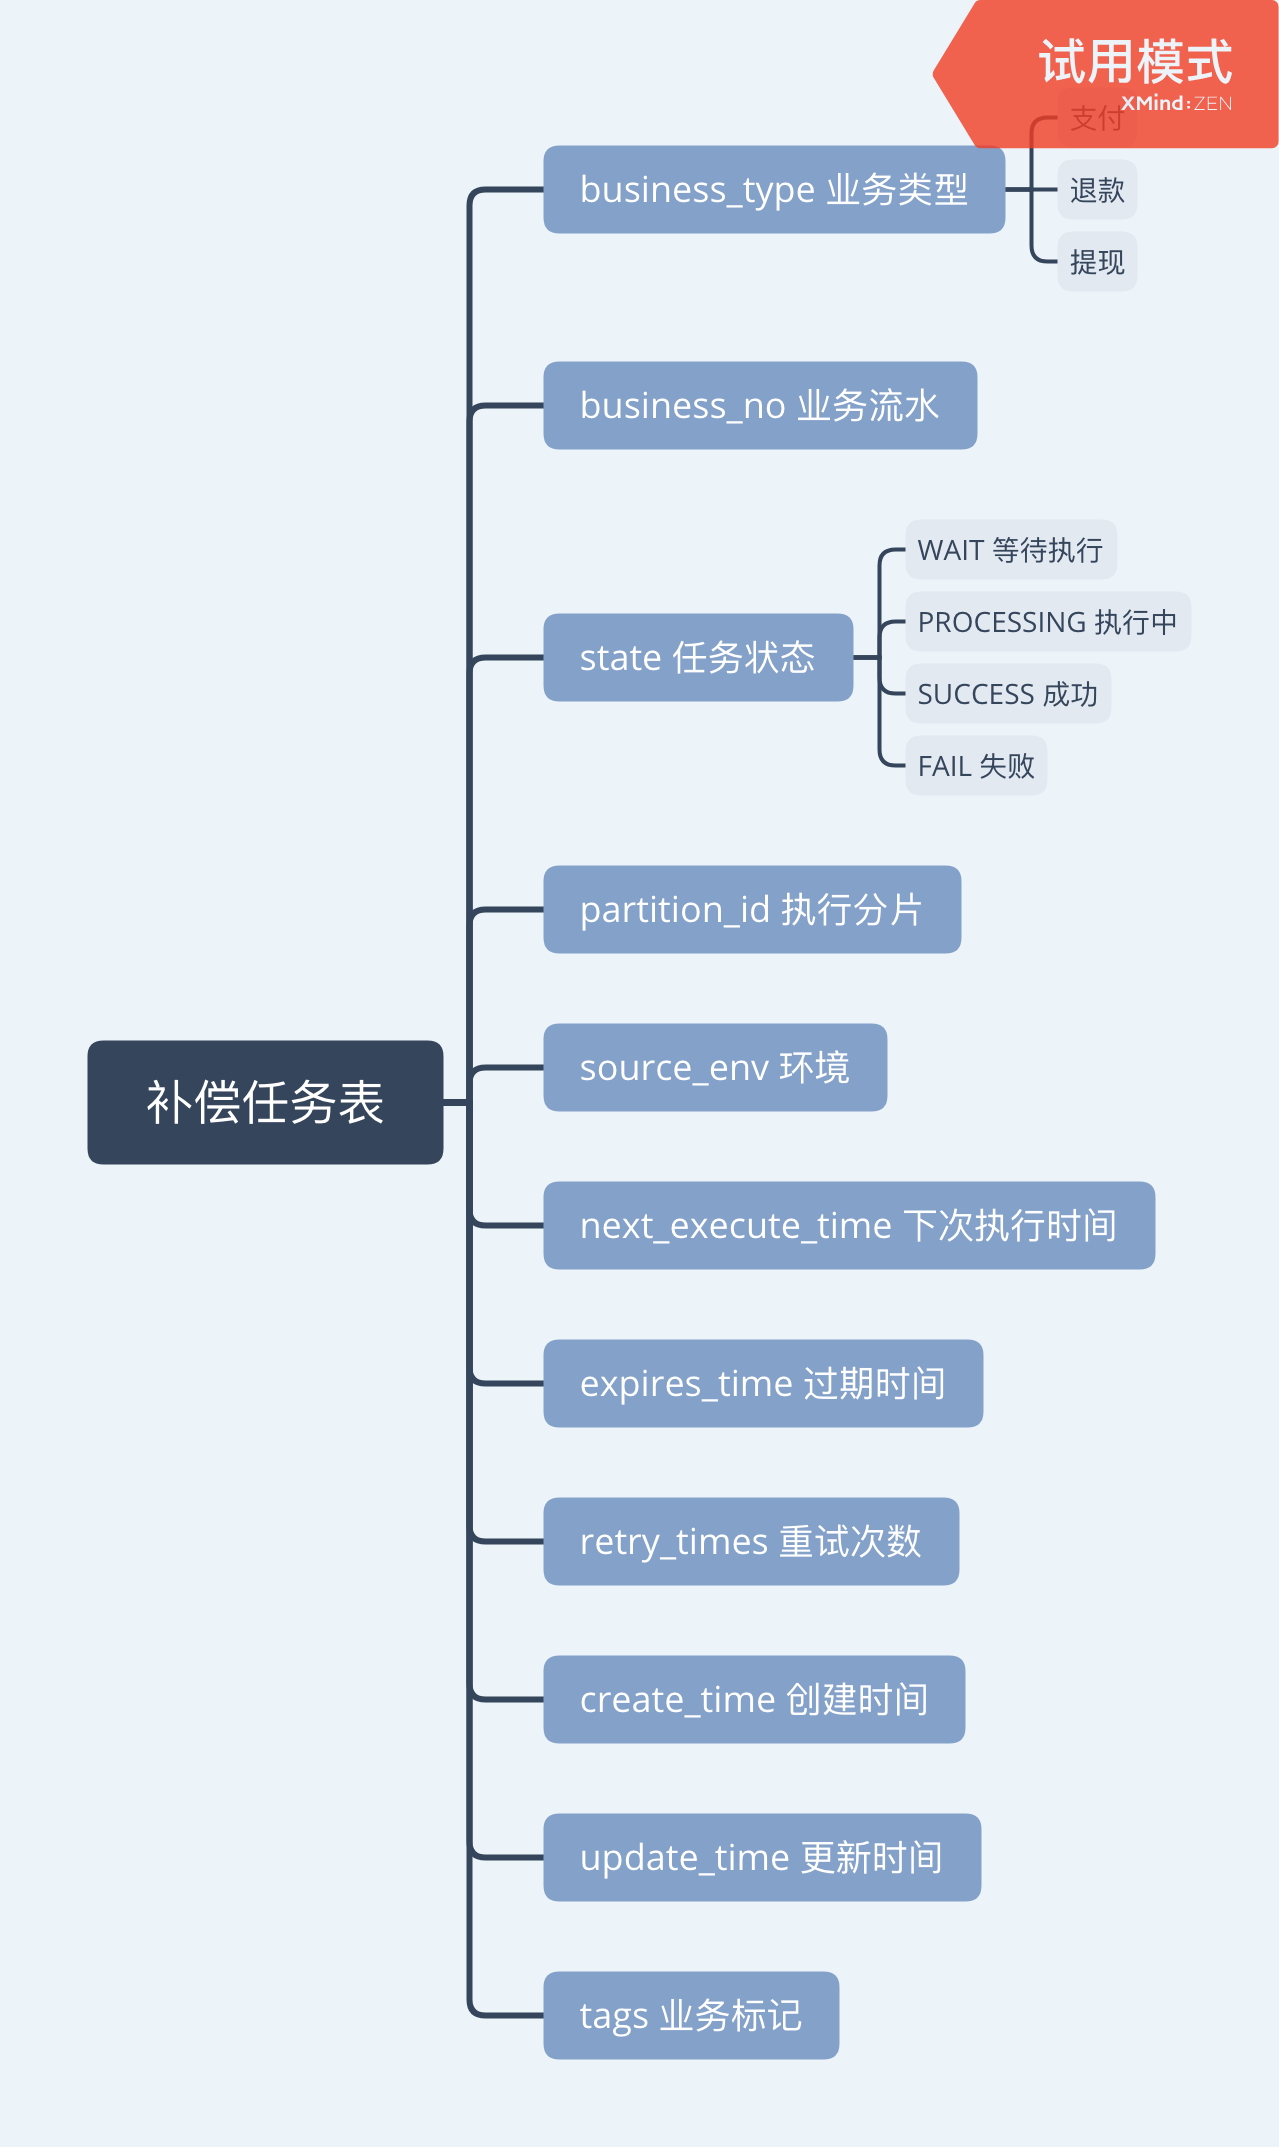 试用模式
XMind:ZEN
支付
business_type 业务类型
退款
提现
business_no 业务流水
WAIT 等待执行
PROCESSING 执行中
state 任务状态
SUCCESS 成功
FAIL 失败
partition_id 执行分片
source_env 环境
补偿任务表
next_execute_time 下次执行时间
expires_time 过期时间
retry_times 重试次数
create_time 创建时间
update_time 更新时间
tags 业务标记